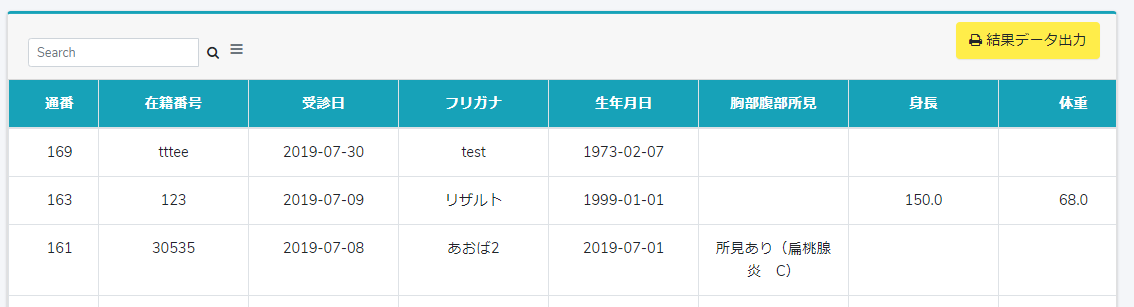 Search
結果データ出力
通番 在籍番号 受診日 フリガナ 生年月日 胸部腹部所見 身長 体重
169 tttee 2019-07-30 test 1973-02-07
163 123 2019-07-09 リザルト 1999-01-01 150.0 68.0
161 30535 2019-07-08 あおば2 2019-07-01 所見あり（扁桃腺
炎　C）